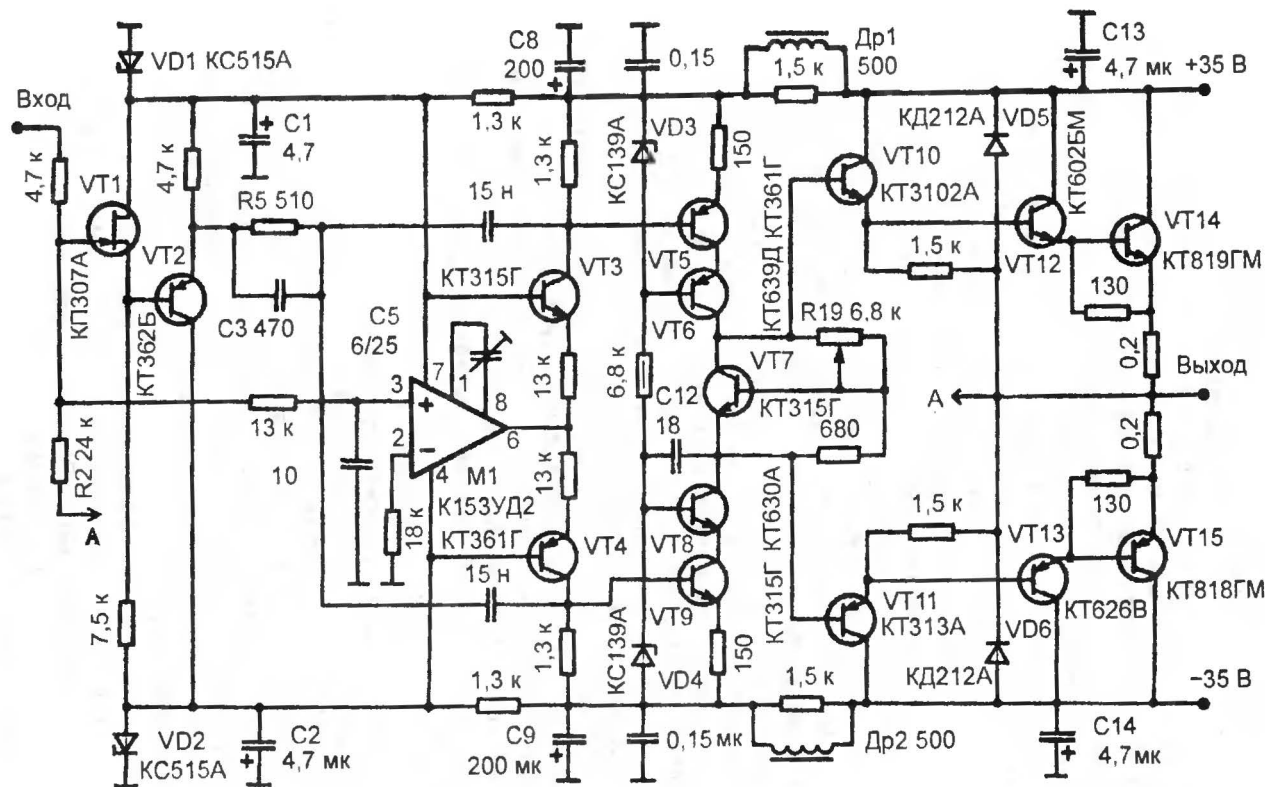 VD1 КС515А
C8
200
+
0,15
Др1
500
1,5 к
C13
+
4,7 мк
+35 В
Вход
4,7 к
VT1
КП307А
4,7 к
+
C1
4,7
1,3 к
1,3 к
15 н
VD3
КС139А
150
VT10
КТ3102А
КД212А
VD5
КТ602БМ
VT14
КТ819ГМ
R5 510
VT2
КТ362Б
C3 470
КТ315Г
VT3
VT5
VT6
КТ639Д КТ361Г
1,5 к
VT12
130
R19 6.8 к
0,2
C5
6/25
7
1
8
3
+
2
−
6
4
13 к
6,8 к
VT7
КТ315Г
C12
18
680
А
Выход
0,2
R2 24 к
А
13 к
10
18 к
М1
К153УД2
КТ361Г
13 к
VT4
15 н
VT8
VT9
КТ315Г КТ630А
1,5 к
130
VT13
VT15
КТ818ГМ
КТ626В
VT11
КТ313А
VD6
КД212А
7,5 к
1,3 к
1,3 к
КС139А
VD4
150
1,5 к
−35 В
VD2
КС515А
+
C2
4,7 мк
C9
200 мк
+
0,15 мк
Др2 500
C14
4,7мк
+